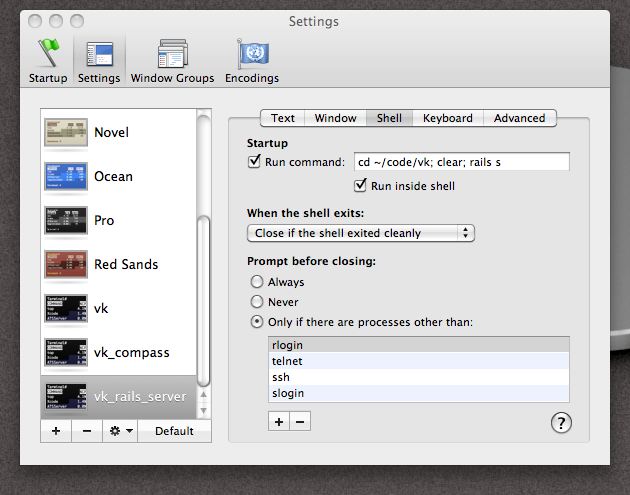 Settings
Startup
Settings
Window Groups
Encodings
Novel
Ocean
Pro
Red Sands
vk
vk_compass
vk_rails_server
Default
Text
Window
Shell
Keyboard
Advanced
Startup
Run command:
cd ~/code/vk; clear; rails s
Run inside shell
When the shell exits:
Close if the shell exited cleanly
Prompt before closing:
Always
Never
Only if there are processes other than:
rlogin
telnet
ssh
slogin
+ −
+ −
?